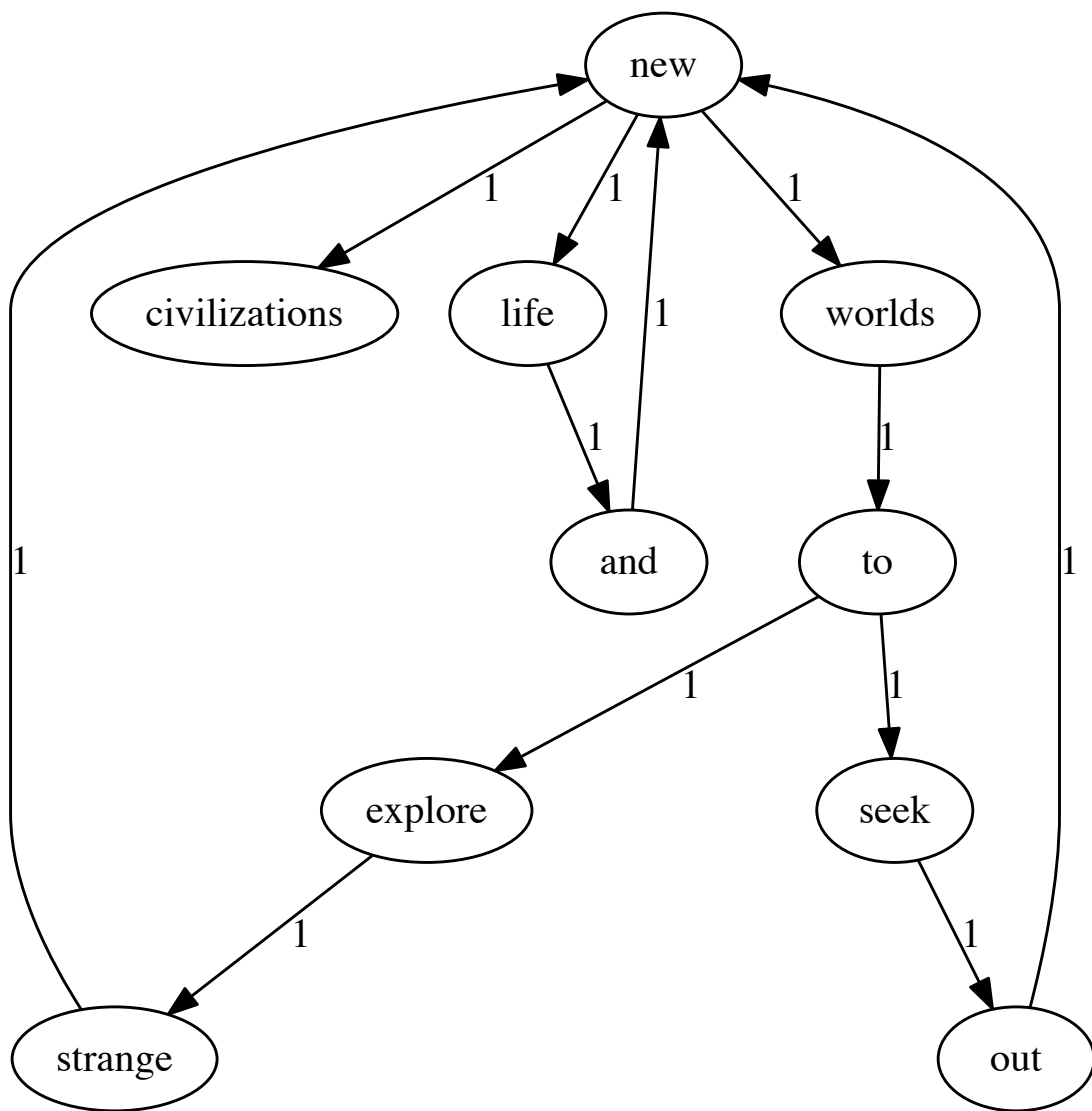 new
1 1 1
civilizations life worlds
1
1 1
and to
1 1
1 1
explore seek
1 1
strange out